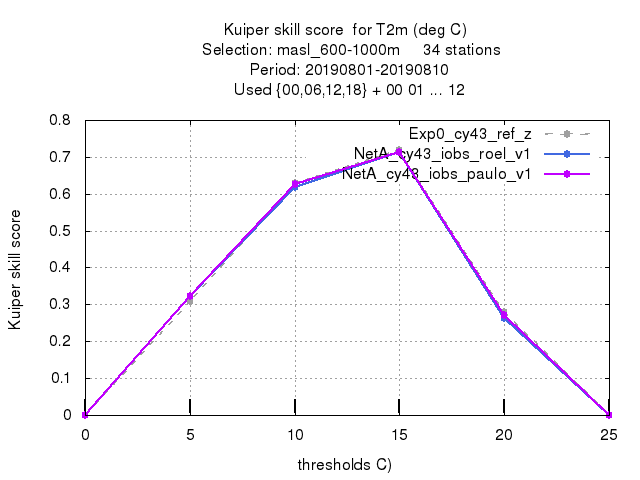 Kuiper skill score  for T2m (deg C)
Selection: masl_600-1000m     34 stations
Period: 20190801-20190810
Used {00,06,12,18} + 00 01 ... 12
Exp0_cy43_ref_z
NetA_cy43_iobs_roel_v1
NetA_cy43_iobs_paulo_v1
Kuiper skill score
0.8
0.7
0.6
0.5
0.4
0.3
0.2
0.1
0
0 5 10 15 20 25
thresholds C)